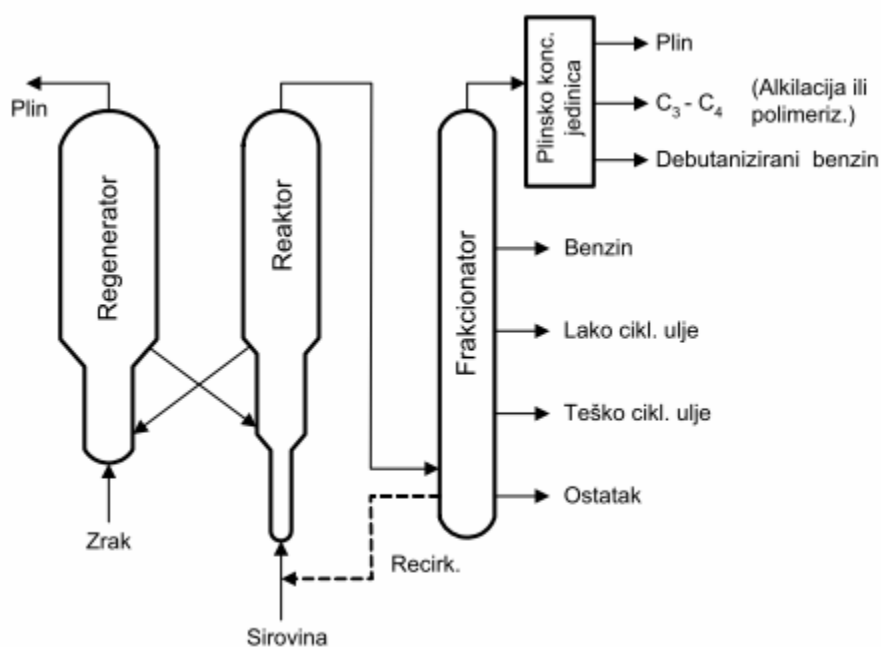 Plin
Regenerator
Zrak
Reaktor
Sirovina
Recirk.
Frakcionator
Plinsko konc.
jedinica
Plin
C₃ - C₄ (Alkilacija ili
polimeriz.)
Debutanizirani benzin
Benzin
Lako cikl. ulje
Teško cikl. ulje
Ostatak